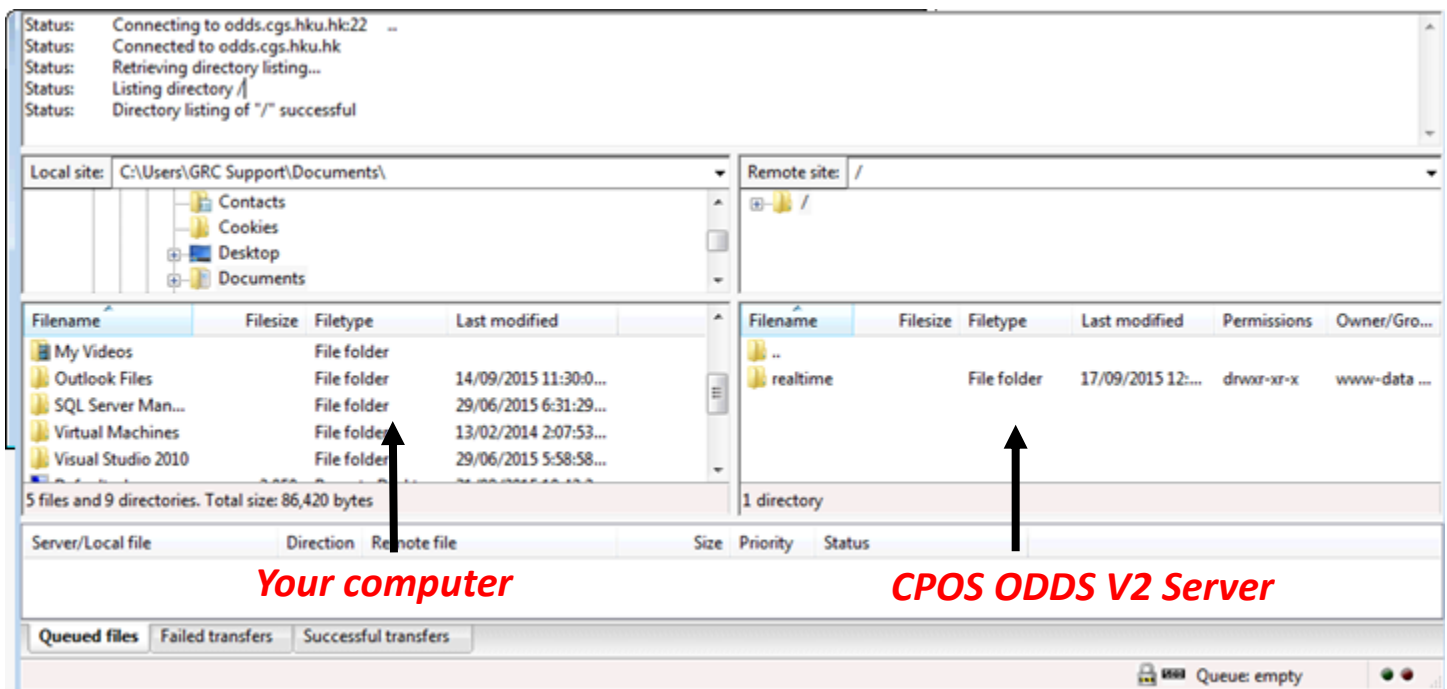 Status: Connecting to odds.cgs.hku.hk:22 ..
Status: Connected to odds.cgs.hku.hk
Status: Retrieving directory listing...
Status: Listing directory /
Status: Directory listing of "/" successful
Local site: C:\Users\GRC Support\Documents\
Contacts
Cookies
Desktop
Documents
Remote site: /
/
Filename Filesize Filetype Last modified
My Videos File folder
Outlook Files File folder 14/09/2015 11:30:0...
SQL Server Man... File folder 29/06/2015 6:31:29...
Virtual Machines File folder 13/02/2014 2:07:53...
Visual Studio 2010 File folder 29/06/2015 5:58:58...
5 files and 9 directories. Total size: 86,420 bytes
Filename Filesize Filetype Last modified Permissions Owner/Gro...
..
realtime File folder 17/09/2015 12:... drwxr-xr-x www-data ...
1 directory
Server/Local file Direction Remote file Size Priority Status
Your computer
CPOS ODDS V2 Server
Queued files Failed transfers Successful transfers
Queue: empty